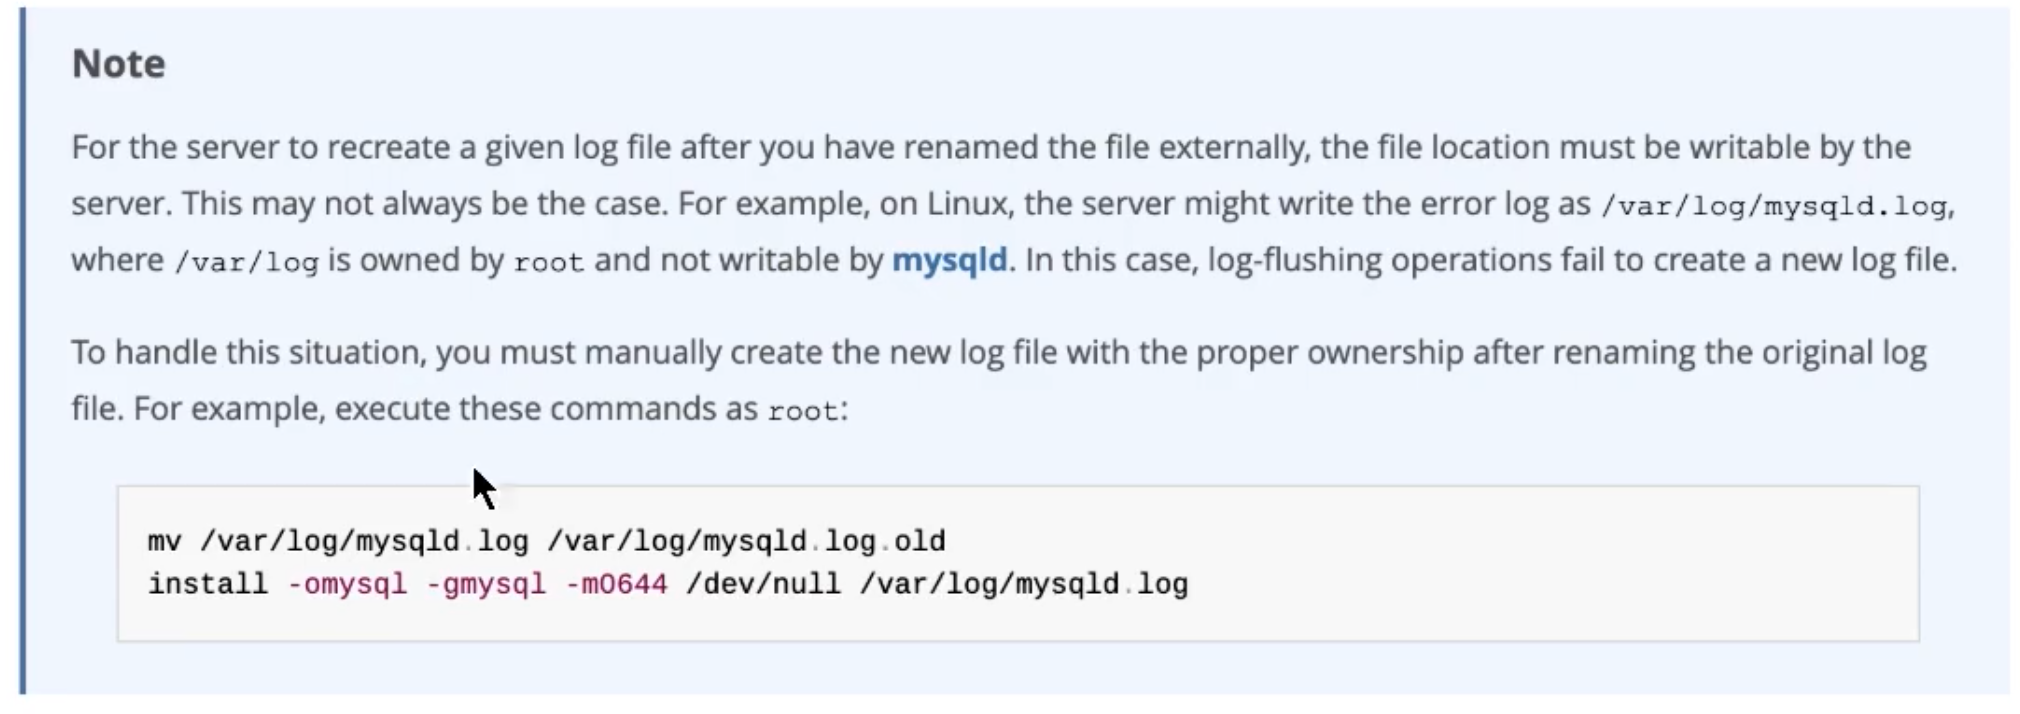 Note
For the server to recreate a given log file after you have renamed the file externally, the file location must be writable by the
server. This may not always be the case. For example, on Linux, the server might write the error log as /var/log/mysqld.log,
where /var/log is owned by root and not writable by mysqld. In this case, log-flushing operations fail to create a new log file.
To handle this situation, you must manually create the new log file with the proper ownership after renaming the original log
file. For example, execute these commands as root:
mv /var/log/mysqld.log /var/log/mysqld.log.old
install -omysql -gmysql -m0644 /dev/null /var/log/mysqld.log